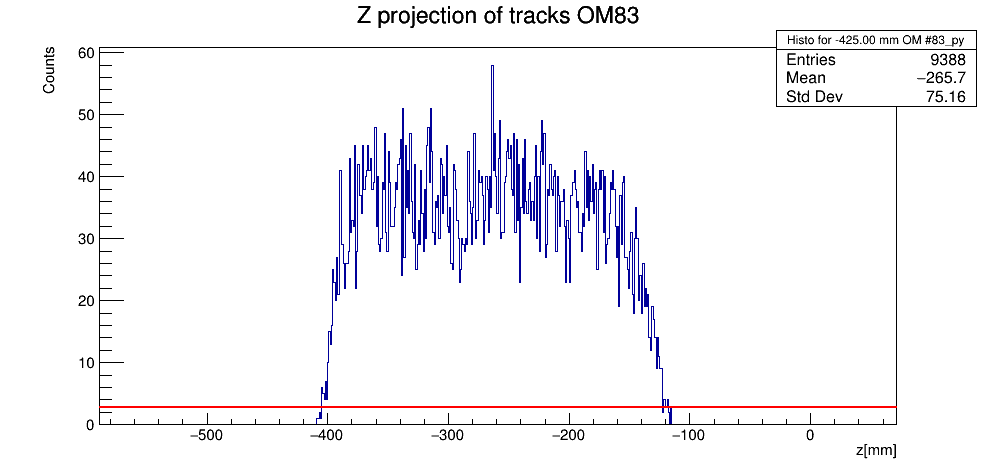 Z projection of tracks OM83
Histo for -425.00 mm OM #83_py
Entries 9388
Mean −265.7
Std Dev 75.16
Counts
60
50
40
30
20
10
0
−500 −400 −300 −200 −100 0
z[mm]